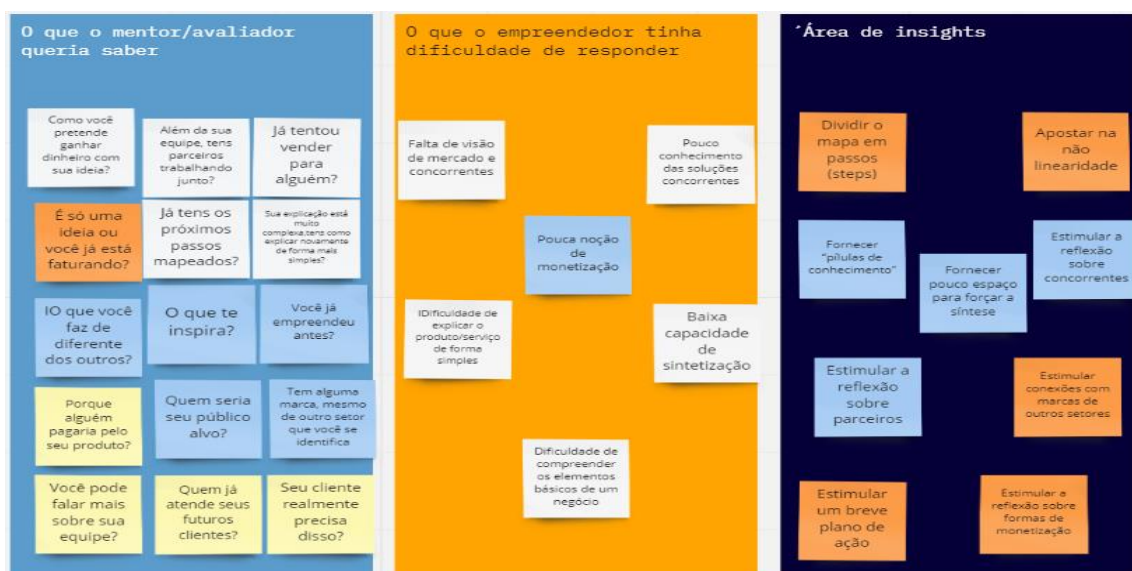 O que o mentor/avaliador
queria saber
Como você
pretende
ganhar
dinheiro com
sua ideia?
Além da sua
equipe, tens
parceiros
trabalhando
junto?
Já tentou
vender
para
alguém?
É só uma
ideia ou
você já está
faturando?
Já tens os
próximos
passos
mapeados?
Sua explicação está
muito
complexa.tens como
explicar novamente
de forma mais
simples?
IO que você
faz de
diferente
dos outros?
O que te
inspira?
Você já
empreendeu
antes?
Porque
alguém
pagaria pelo
seu produto?
Quem seria
seu público
alvo?
Tem alguma
marca, mesmo
de outro setor
que você se
identifica
Você pode
falar mais
sobre sua
equipe?
Quem já
atende seus
futuros
clientes?
Seu cliente
realmente
precisa
disso?
O que o empreendedor tinha
dificuldade de responder
Falta de visão
de mercado e
concorrentes
Pouco
conhecimento
das soluções
concorrentes
Pouca noção
de
monetização
IDificuldade de
explicar o
produto/serviço
de forma
simples
Baixa
capacidade
de
sintetização
Dificuldade de
compreender
os elementos
básicos de um
negócio
´Área de insights
Dividir o
mapa em
passos
(steps)
Apostar na
não
linearidade
Fornecer
"pílulas de
conhecimento"
Fornecer
pouco espaço
para forçar a
síntese
Estimular a
reflexão
sobre
concorrentes
Estimular a
reflexão
sobre
parceiros
Estimular
conexões com
marcas de
outros setores
Estimular
um breve
plano de
ação
Estimular a
reflexão sobre
formas de
monetização